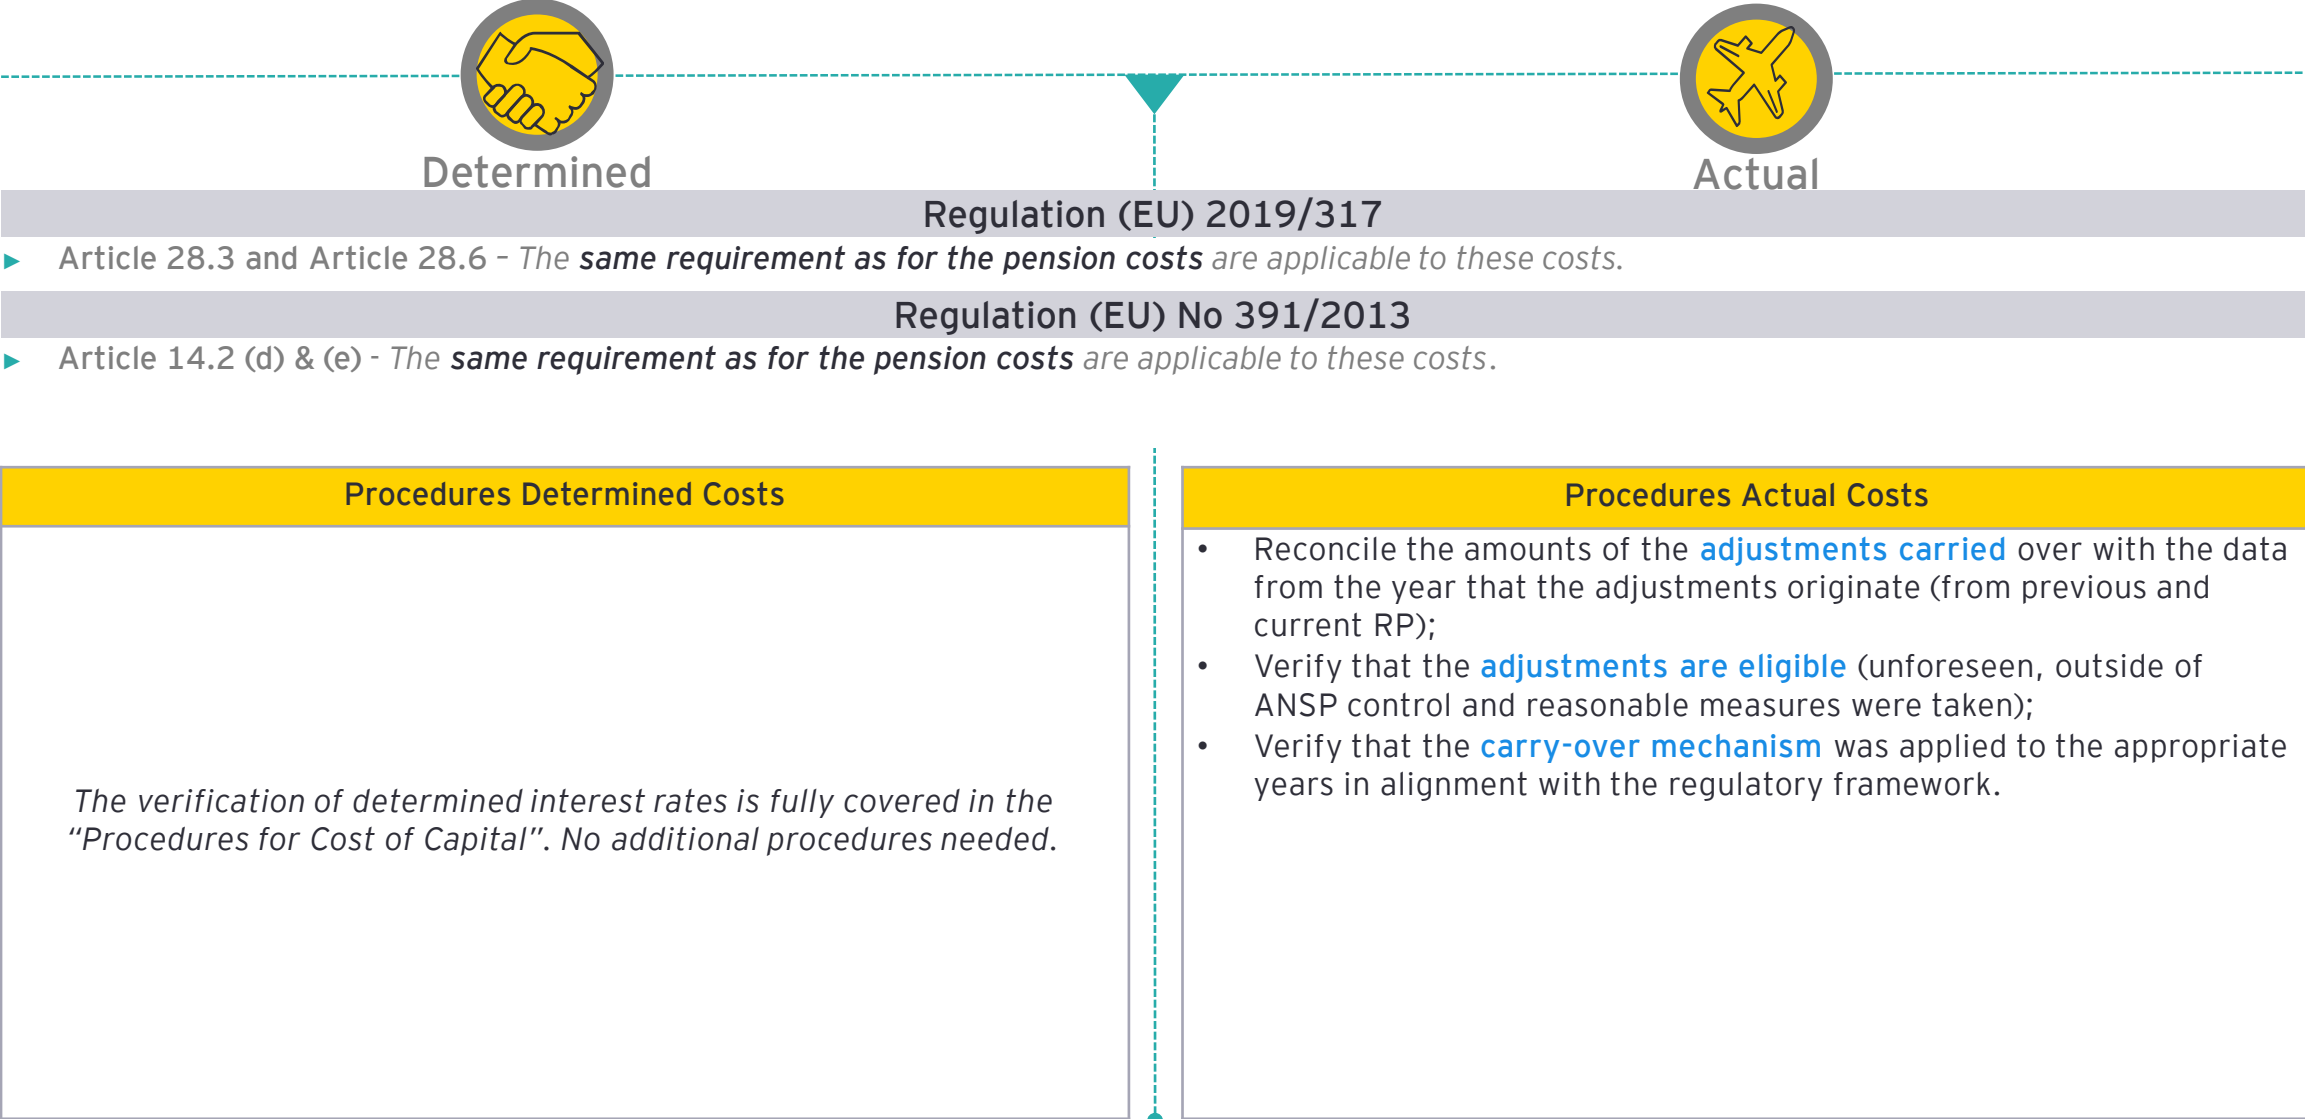 Determined
Actual
Regulation (EU) 2019/317
► Article 28.3 and Article 28.6 – The same requirement as for the pension costs are applicable to these costs.
Regulation (EU) No 391/2013
► Article 14.2 (d) & (e) - The same requirement as for the pension costs are applicable to these costs.
Procedures Determined Costs
The verification of determined interest rates is fully covered in the
“Procedures for Cost of Capital”. No additional procedures needed.
Procedures Actual Costs
• Reconcile the amounts of the adjustments carried over with the data
from the year that the adjustments originate (from previous and
current RP);
• Verify that the adjustments are eligible (unforeseen, outside of
ANSP control and reasonable measures were taken);
• Verify that the carry-over mechanism was applied to the appropriate
years in alignment with the regulatory framework.